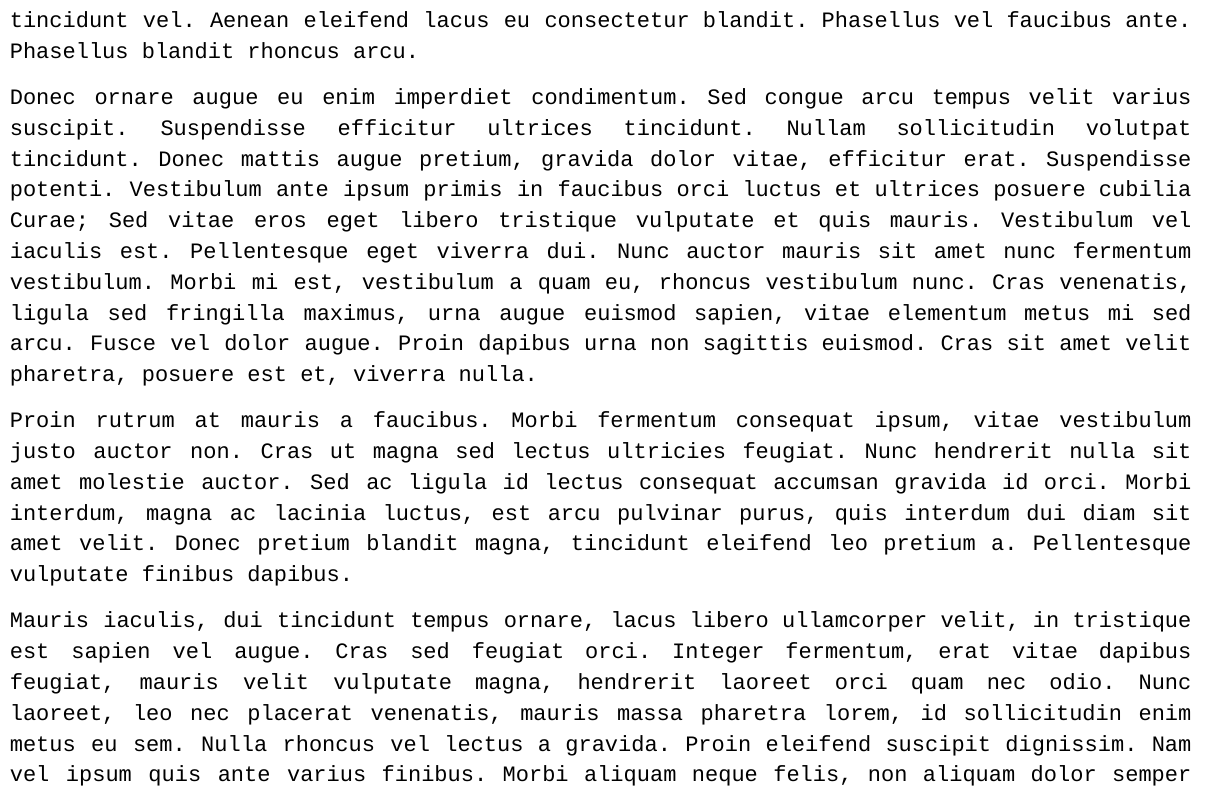 tincidunt vel. Aenean eleifend lacus eu consectetur blandit. Phasellus vel faucibus ante.
Phasellus blandit rhoncus arcu.
Donec ornare augue eu enim imperdiet condimentum. Sed congue arcu tempus velit varius
suscipit. Suspendisse efficitur ultrices tincidunt. Nullam sollicitudin volutpat
tincidunt. Donec mattis augue pretium, gravida dolor vitae, efficitur erat. Suspendisse
potenti. Vestibulum ante ipsum primis in faucibus orci luctus et ultrices posuere cubilia
Curae; Sed vitae eros eget libero tristique vulputate et quis mauris. Vestibulum vel
iaculis est. Pellentesque eget viverra dui. Nunc auctor mauris sit amet nunc fermentum
vestibulum. Morbi mi est, vestibulum a quam eu, rhoncus vestibulum nunc. Cras venenatis,
ligula sed fringilla maximus, urna augue euismod sapien, vitae elementum metus mi sed
arcu. Fusce vel dolor augue. Proin dapibus urna non sagittis euismod. Cras sit amet velit
pharetra, posuere est et, viverra nulla.
Proin rutrum at mauris a faucibus. Morbi fermentum consequat ipsum, vitae vestibulum
justo auctor non. Cras ut magna sed lectus ultricies feugiat. Nunc hendrerit nulla sit
amet molestie auctor. Sed ac ligula id lectus consequat accumsan gravida id orci. Morbi
interdum, magna ac lacinia luctus, est arcu pulvinar purus, quis interdum dui diam sit
amet velit. Donec pretium blandit magna, tincidunt eleifend leo pretium a. Pellentesque
vulputate finibus dapibus.
Mauris iaculis, dui tincidunt tempus ornare, lacus libero ullamcorper velit, in tristique
est sapien vel augue. Cras sed feugiat orci. Integer fermentum, erat vitae dapibus
feugiat, mauris velit vulputate magna, hendrerit laoreet orci quam nec odio. Nunc
laoreet, leo nec placerat venenatis, mauris massa pharetra lorem, id sollicitudin enim
metus eu sem. Nulla rhoncus vel lectus a gravida. Proin eleifend suscipit dignissim. Nam
vel ipsum quis ante varius finibus. Morbi aliquam neque felis, non aliquam dolor semper